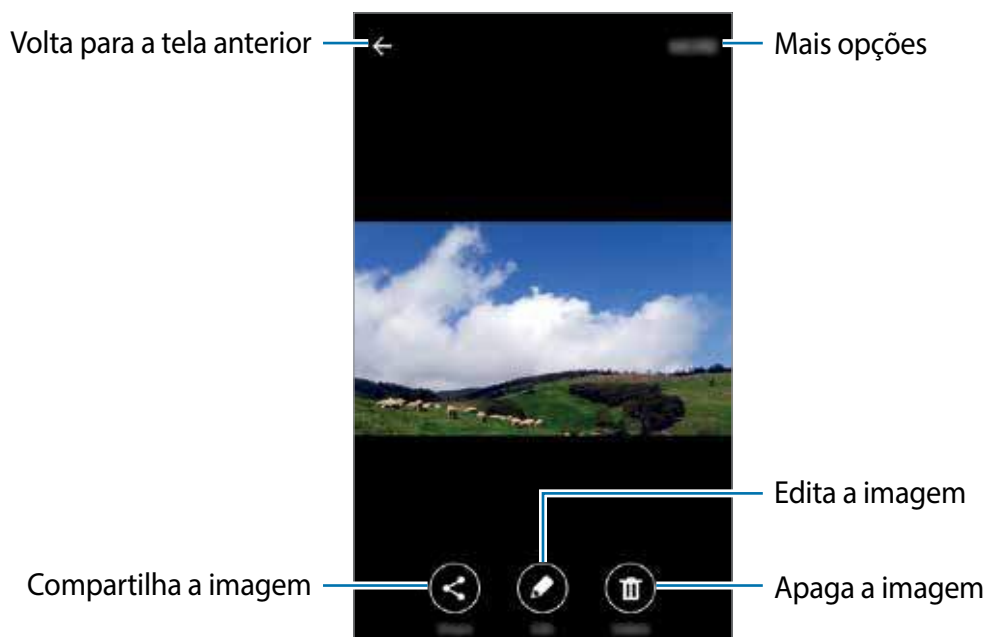 Volta para a tela anterior
Mais opções
Edita a imagem
Compartilha a imagem
Apaga a imagem